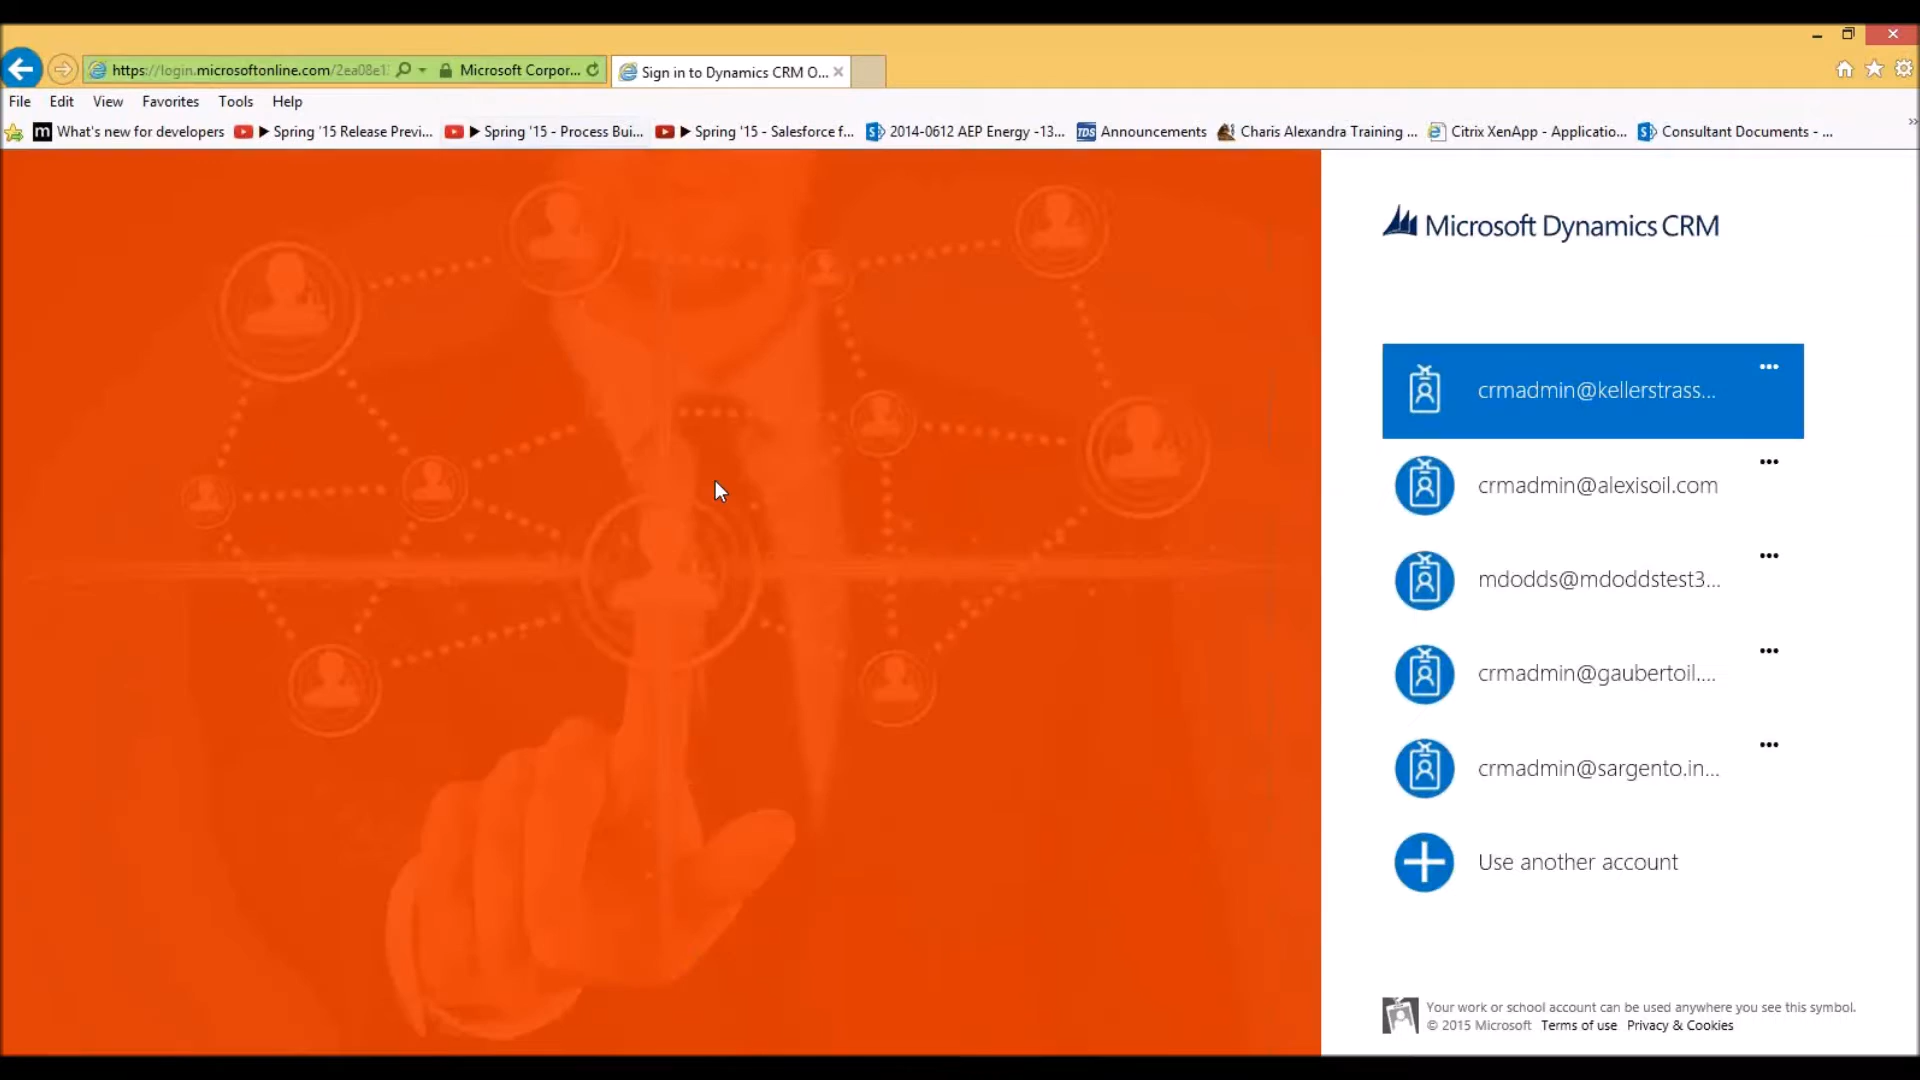 https://login.microsoftonline.com/2ea08e1
Microsoft Corpor...
Sign in to Dynamics CRM O...
File Edit View Favorites Tools Help
m What's new for developers
Spring '15 Release Previ...
Spring '15 - Process Bui...
Spring '15 - Salesforce f...
2014-0612 AEP Energy -13...
TDS Announcements
Charis Alexandra Training ...
Citrix XenApp - Applicatio...
Consultant Documents - ...
Microsoft Dynamics CRM
crmadmin@kellerstrass...
crmadmin@alexisoil.com
mdodds@mdoddstest3...
crmadmin@gaubertoil....
crmadmin@sargento.in...
Use another account
Your work or school account can be used anywhere you see this symbol.
© 2015 Microsoft Terms of use Privacy & Cookies